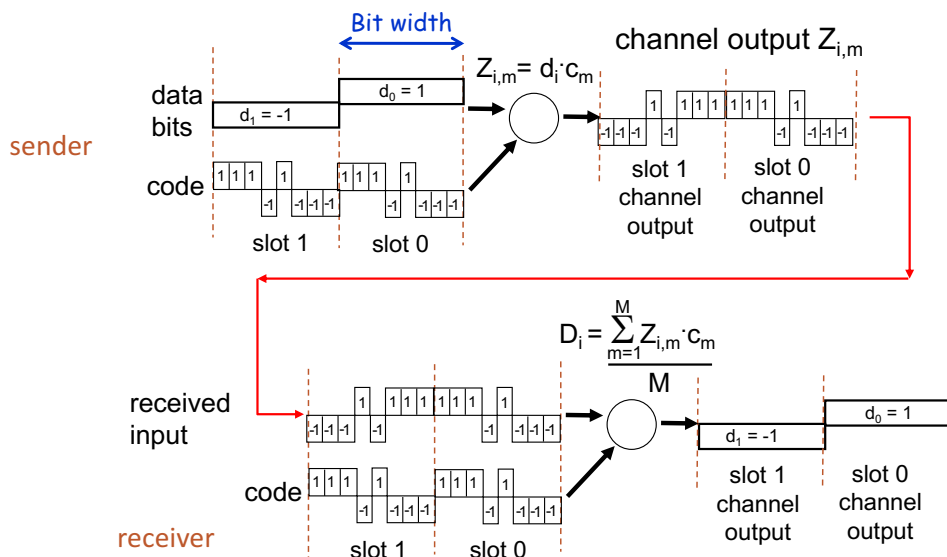 Bit width
channel output Z_{i,m}
Z_{i,m}= d_i·c_m
data
bits
d_1 = -1
d_0 = 1
sender
code
1 1 1 -1 1 -1 -1 -1
1 1 1 -1 1 -1 -1 -1
slot 1
slot 0
-1 -1 -1 1 -1 1 1 1
1 1 1 -1 1 -1 -1 -1
slot 1
channel
output
slot 0
channel
output
D_i = Σ_{m=1}^{M} Z_{i,m}·c_m
M
received
input
-1 -1 -1 1 -1 1 1 1
1 1 1 -1 1 -1 -1 -1
code
1 1 1 -1 1 -1 -1 -1
1 1 1 -1 1 -1 -1 -1
slot 1
slot 0
receiver
d_1 = -1
d_0 = 1
slot 1
channel
output
slot 0
channel
output